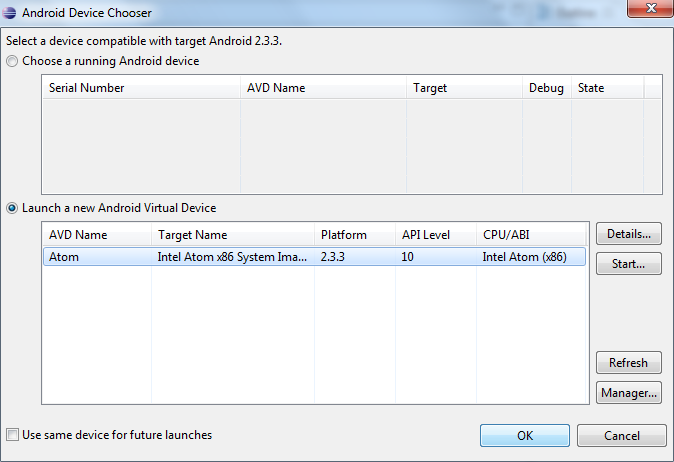 Android Device Chooser
Select a device compatible with target Android 2.3.3.
Choose a running Android device
Serial Number AVD Name Target Debug State
Launch a new Android Virtual Device
AVD Name Target Name Platform API Level CPU/ABI
Atom Intel Atom x86 System Ima... 2.3.3 10 Intel Atom (x86)
Details...
Start...
Refresh
Manager...
Use same device for future launches
OK Cancel